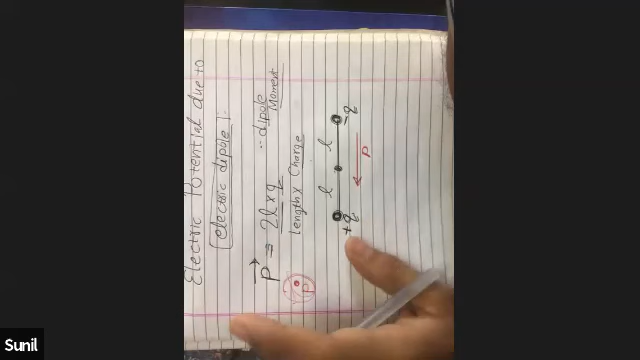 Electric Potential due to
electric dipole :-
P ⇒ 2l × q
∵ dipole
Moment
Length × Charge
+q l l -q
P
P
Sunil